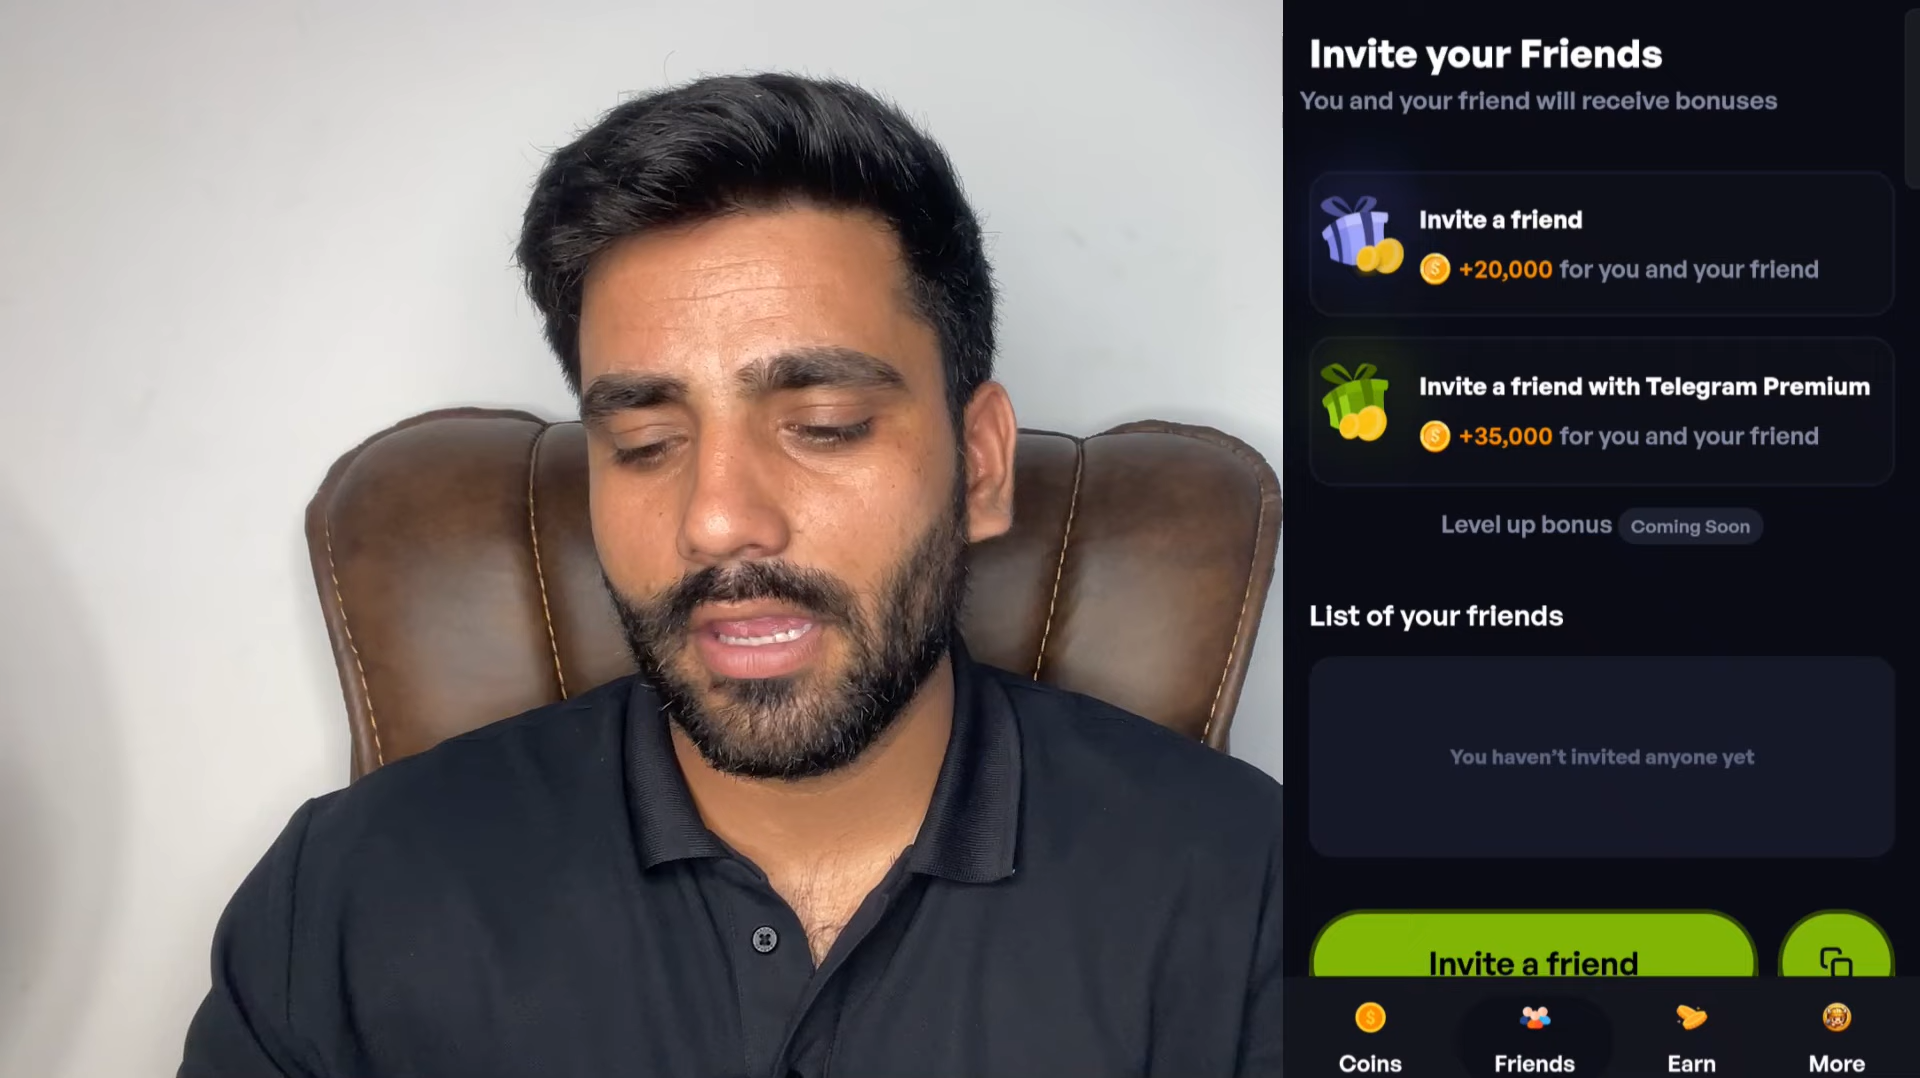 Invite your Friends
You and your friend will receive bonuses
Invite a friend
+20,000 for you and your friend
Invite a friend with Telegram Premium
+35,000 for you and your friend
Level up bonus Coming Soon
List of your friends
You haven't invited anyone yet
Invite a friend
Coins Friends Earn More